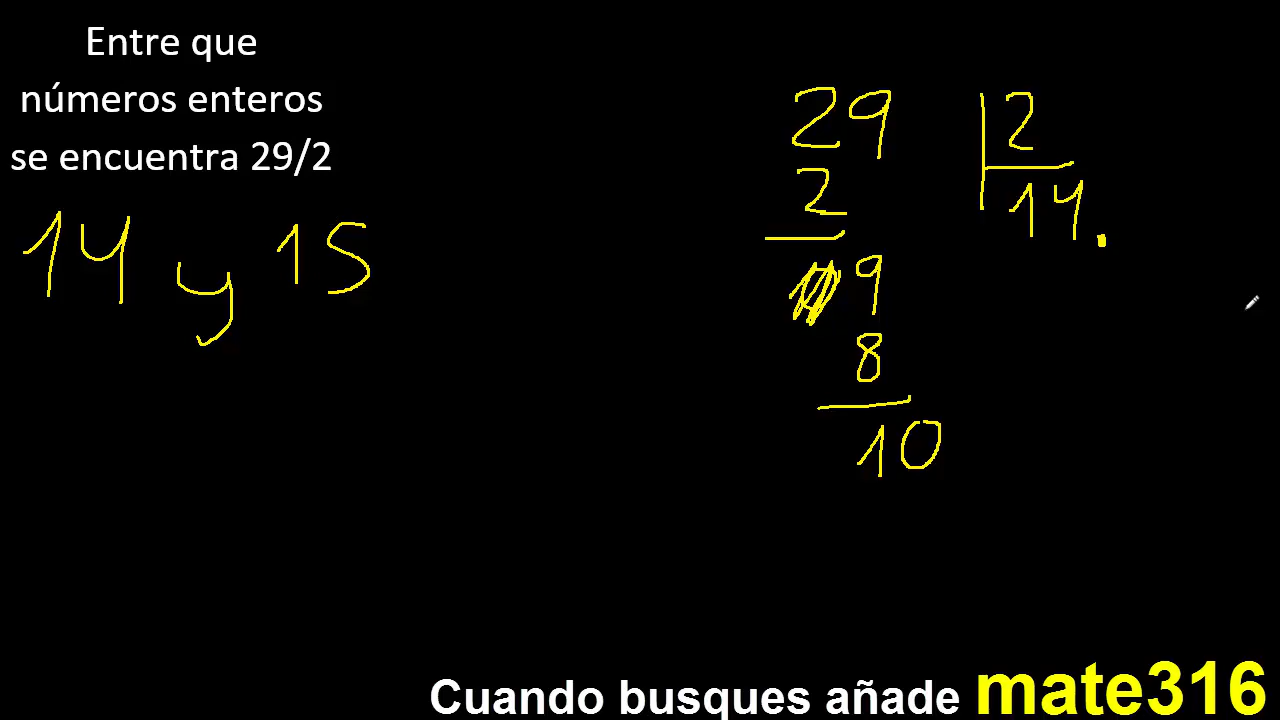 Entre que
números enteros
se encuentra 29/2
14 y 15
29 2
2 14.
9
8
10
Cuando busques añade mate316